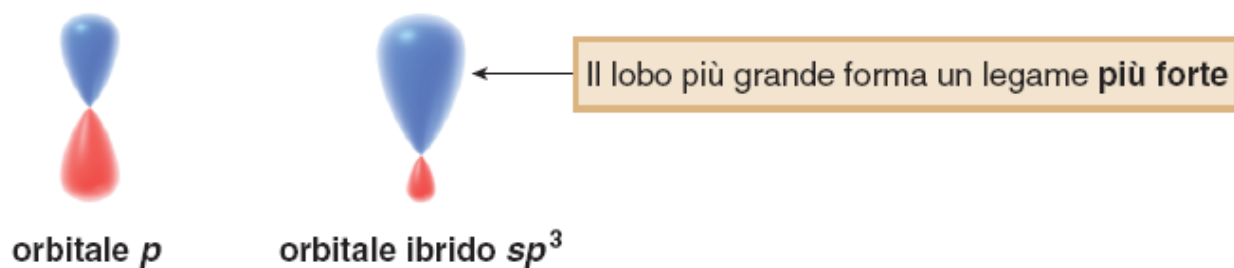 Il lobo più grande forma un legame più forte
orbitale p
orbitale ibrido sp³